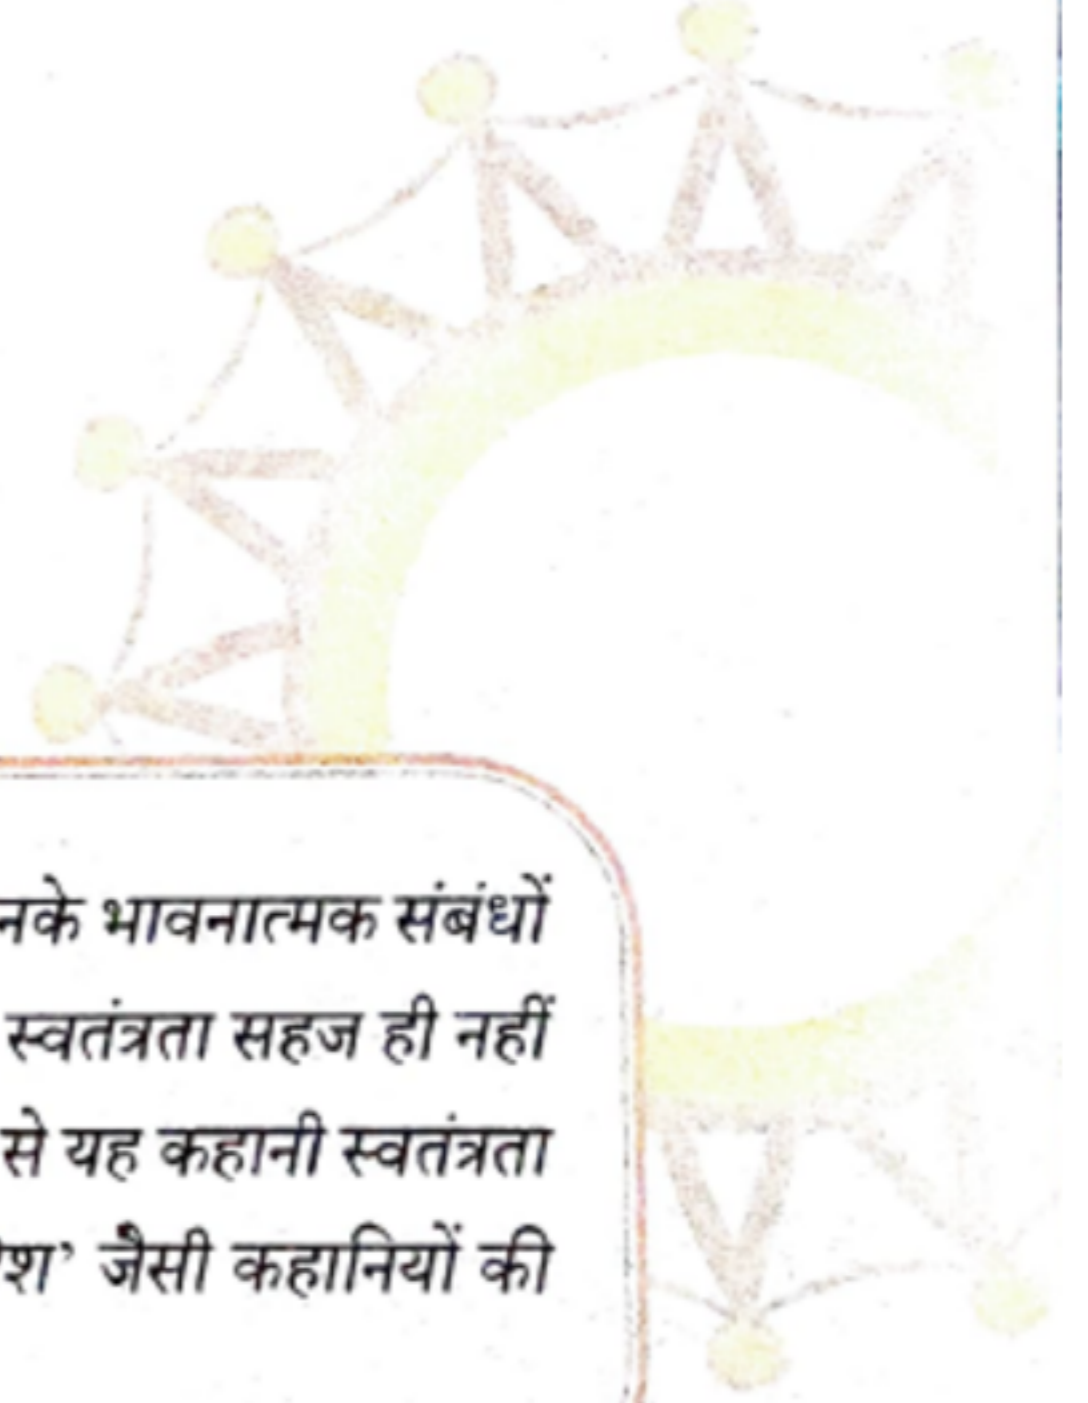 नके भावनात्मक संबंधों
स्वतंत्रता सहज ही नहीं
से यह कहानी स्वतंत्रता
श’ जैसी कहानियों की